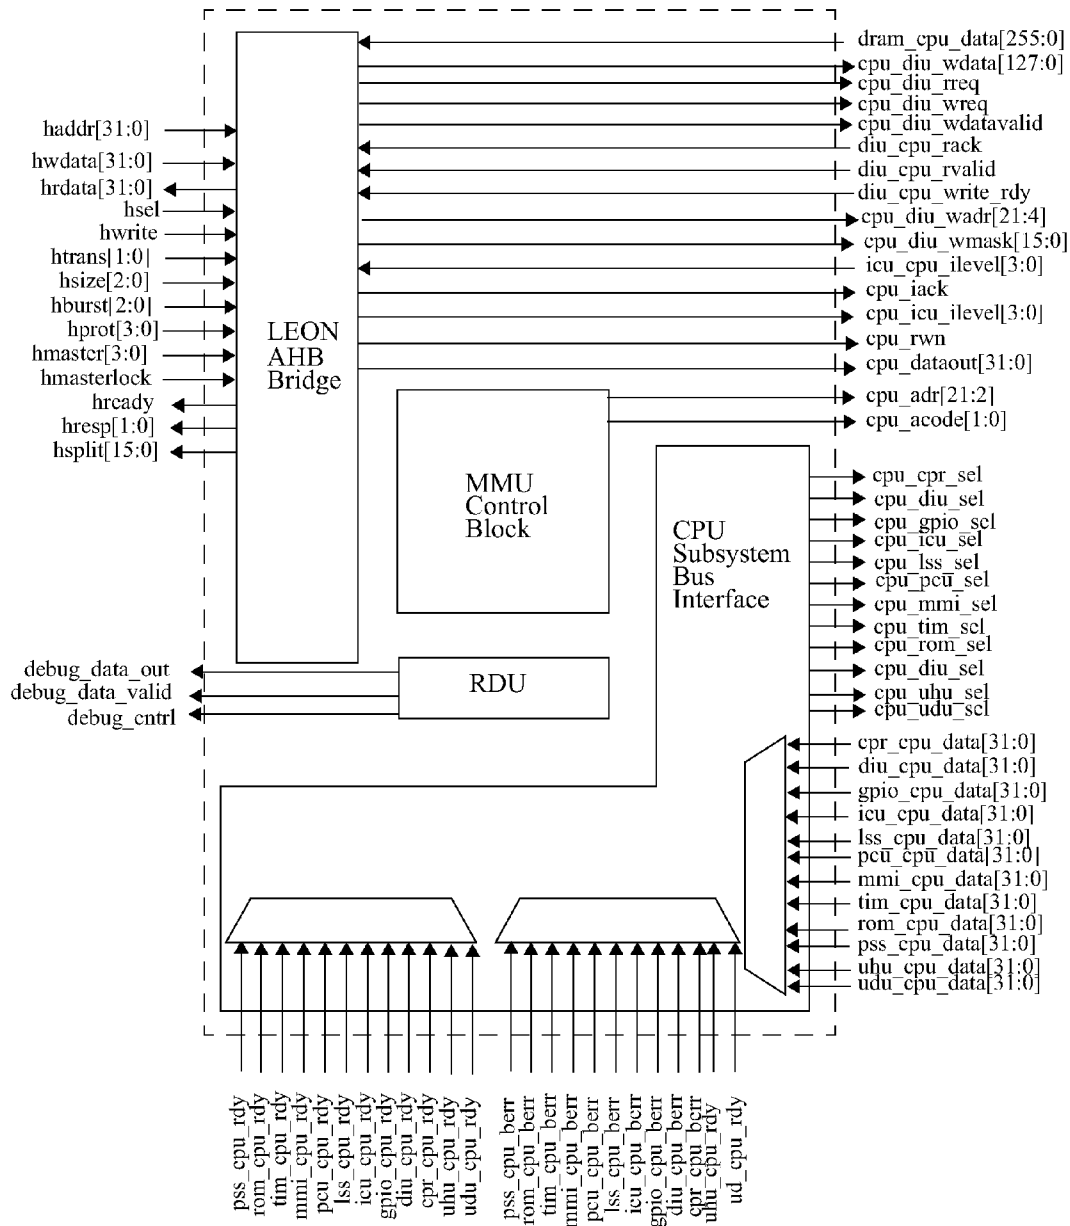 haddr[31:0]
hwdata[31:0]
hrdata[31:0]
hsel
hwrite
htrans[1:0]
hsize[2:0]
hburst[2:0]
hprot[3:0]
hmaster[3:0]
hmasterlock
hready
hresp[1:0]
hsplit[15:0]
debug_data_out
debug_data_valid
debug_cntrl
LEON
AHB
Bridge
MMU
Control
Block
RDU
CPU
Subsystem
Bus
Interface
dram_cpu_data[255:0]
cpu_diu_wdata[127:0]
cpu_diu_rreq
cpu_diu_wreq
cpu_diu_wdatavalid
diu_cpu_rack
diu_cpu_rvalid
diu_cpu_write_rdy
cpu_diu_wadr[21:4]
cpu_diu_wmask[15:0]
icu_cpu_ilevel[3:0]
cpu_iack
cpu_icu_ilevel[3:0]
cpu_rwn
cpu_dataout[31:0]
cpu_adr[21:2]
cpu_acode[1:0]
cpu_cpr_sel
cpu_diu_sel
cpu_gpio_sel
cpu_icu_sel
cpu_lss_sel
cpu_pcu_sel
cpu_mmi_sel
cpu_tim_sel
cpu_rom_sel
cpu_diu_sel
cpu_uhu_sel
cpu_udu_sel
cpr_cpu_data[31:0]
diu_cpu_data[31:0]
gpio_cpu_data[31:0]
icu_cpu_data[31:0]
lss_cpu_data[31:0]
pcu_cpu_data[31:0]
mmi_cpu_data[31:0]
tim_cpu_data[31:0]
rom_cpu_data[31:0]
pss_cpu_data[31:0]
uhu_cpu_data[31:0]
udu_cpu_data[31:0]
pss_cpu_rdy
rom_cpu_rdy
tim_cpu_rdy
mmi_cpu_rdy
pcu_cpu_rdy
lss_cpu_rdy
icu_cpu_rdy
gpio_cpu_rdy
diu_cpu_rdy
cpr_cpu_rdy
uhu_cpu_rdy
udu_cpu_rdy
pss_cpu_berr
rom_cpu_berr
tim_cpu_berr
mmi_cpu_berr
pcu_cpu_berr
lss_cpu_berr
icu_cpu_berr
gpio_cpu_berr
diu_cpu_berr
cpr_cpu_berr
uhu_cpu_rdy
ud_cpu_rdy